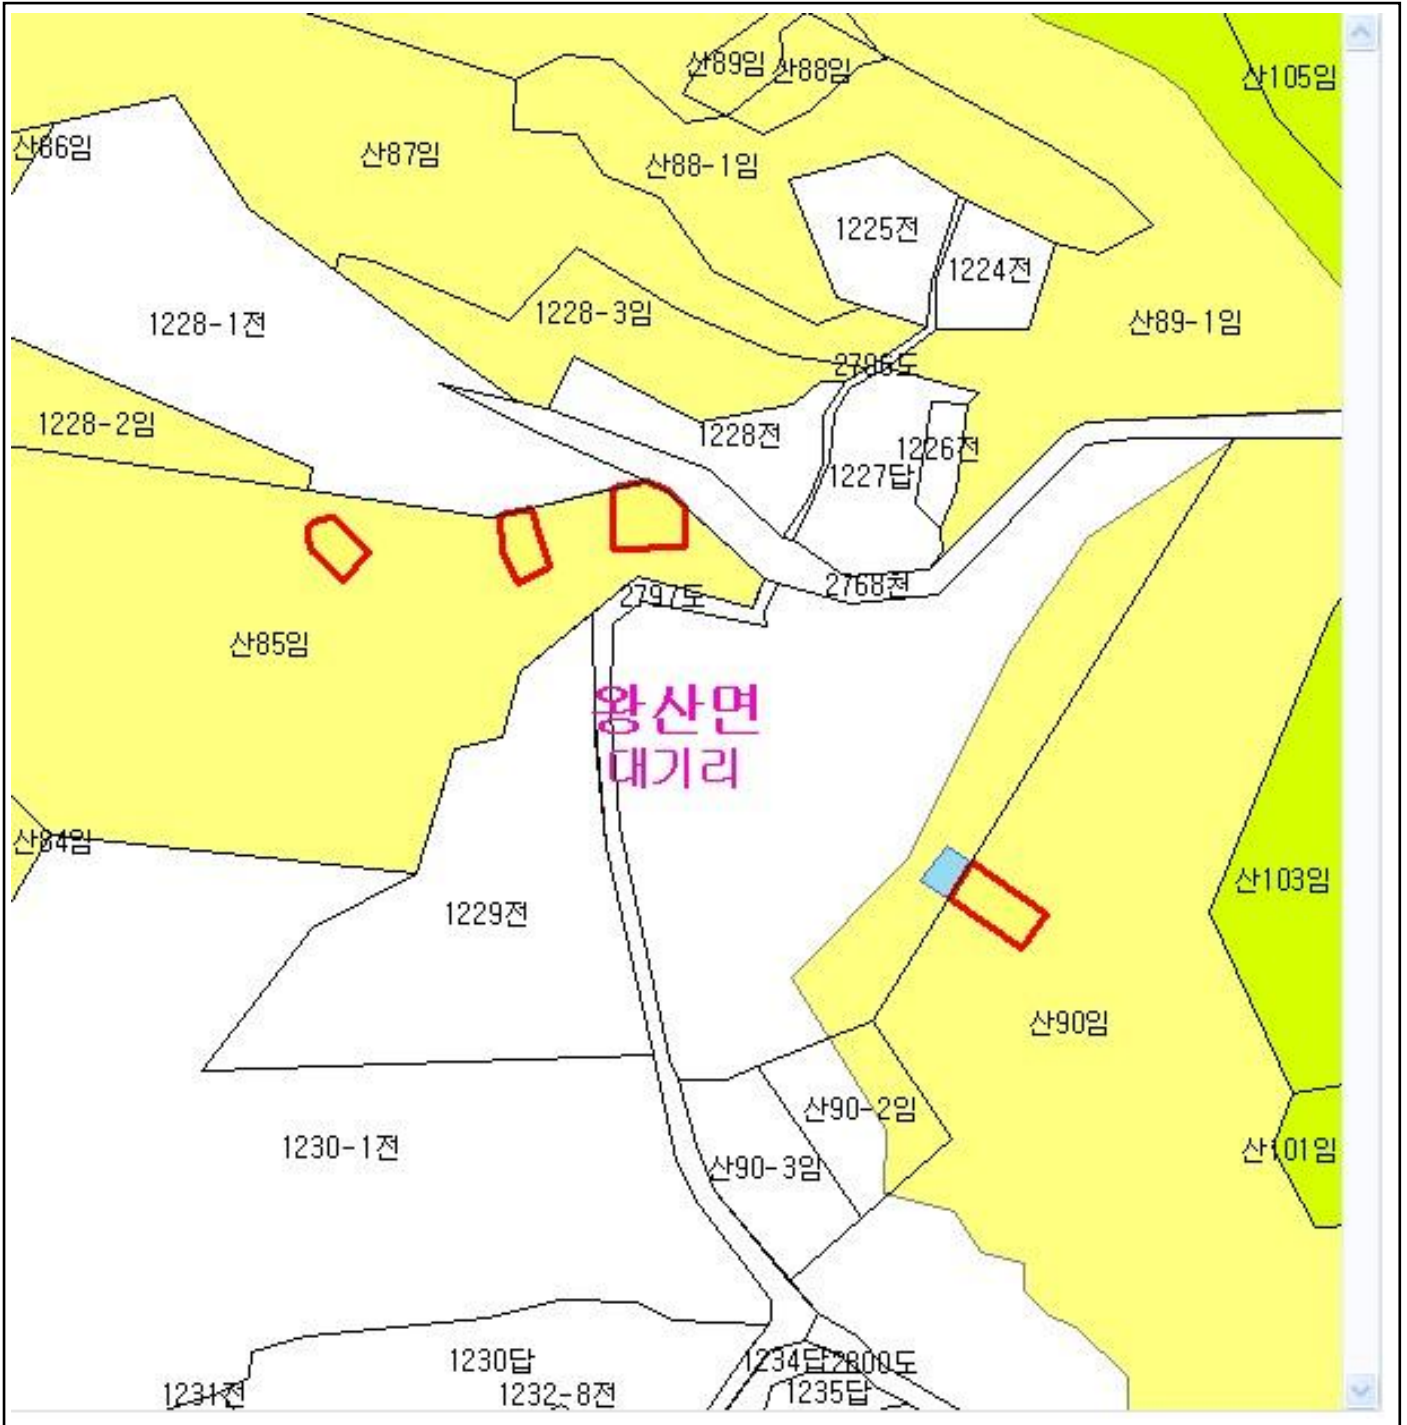 산89임 산88임
산105임
산86임
산87임
산88-1임
1225전
1224전
1228-3임
1228-1전
산89-1임
2796도
1228-2임
1228전
1226전
1227답
2768천
2797도
산85임
왕산면
대기리
산84임
산103임
1229전
산90임
산90-2임
1230-1전
산90-3임
산101임
1230답
1234답 2800도
1231전
1232-8전
1235답